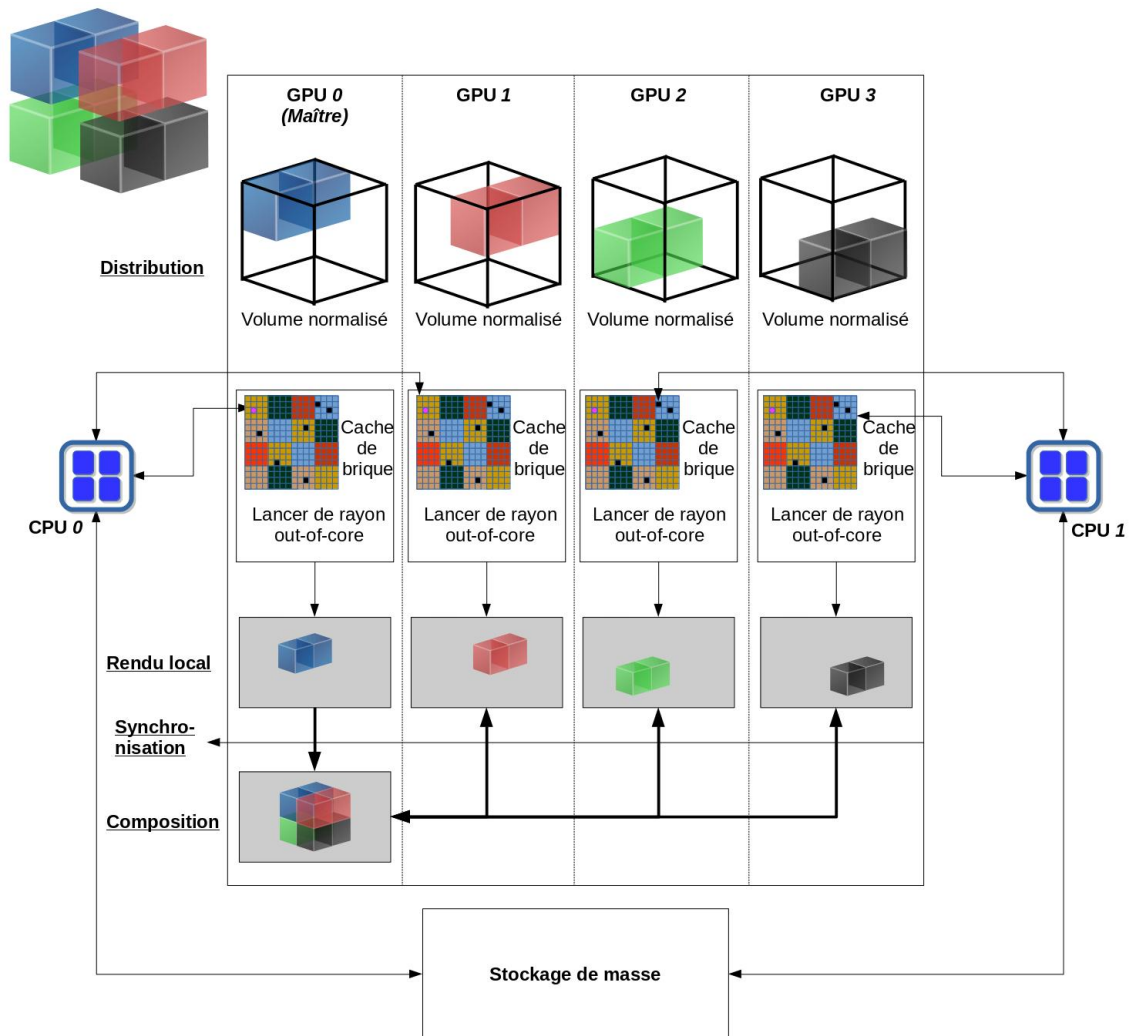 GPU 0
(Maître)
GPU 1
GPU 2
GPU 3
Distribution
Volume normalisé
Volume normalisé
Volume normalisé
Volume normalisé
Cache
de
brique
Cache
de
brique
Cache
de
brique
Cache
de
brique
CPU 0
CPU 1
Lancer de rayon
out-of-core
Lancer de rayon
out-of-core
Lancer de rayon
out-of-core
Lancer de rayon
out-of-core
Rendu local
Synchro-
nisation
Composition
Stockage de masse